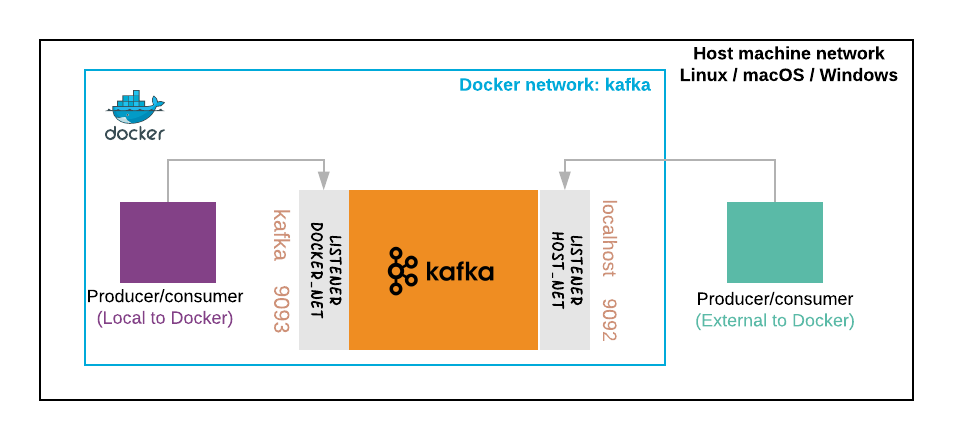 Host machine network
Linux / macOS / Windows
Docker network: kafka
docker
kafka 9093
LISTENER
DOCKER_NET
kafka
LISTENER
HOST_NET
localhost 9092
Producer/consumer
(Local to Docker)
Producer/consumer
(External to Docker)